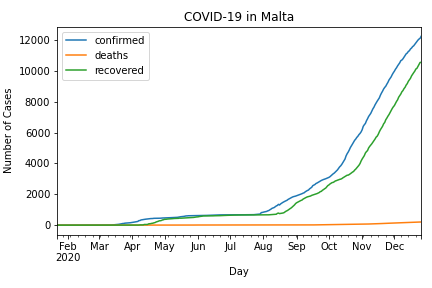 COVID-19 in Malta
confirmed
deaths
recovered
Number of Cases
12000
10000
8000
6000
4000
2000
0
Feb Mar Apr May Jun Jul Aug Sep Oct Nov Dec
2020
Day